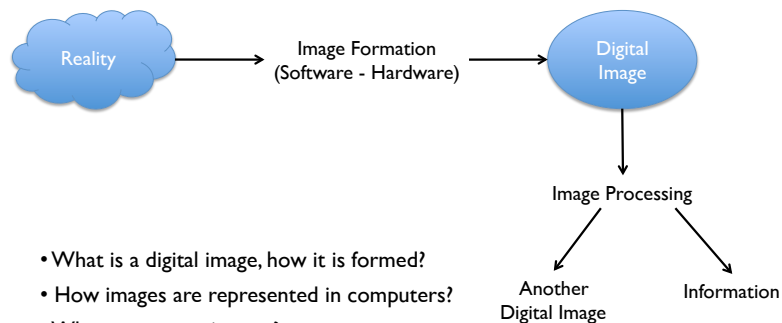 Reality
Image Formation
(Software - Hardware)
Digital
Image
Image Processing
• What is a digital image, how it is formed?
• How images are represented in computers?
Another
Digital Image
Information